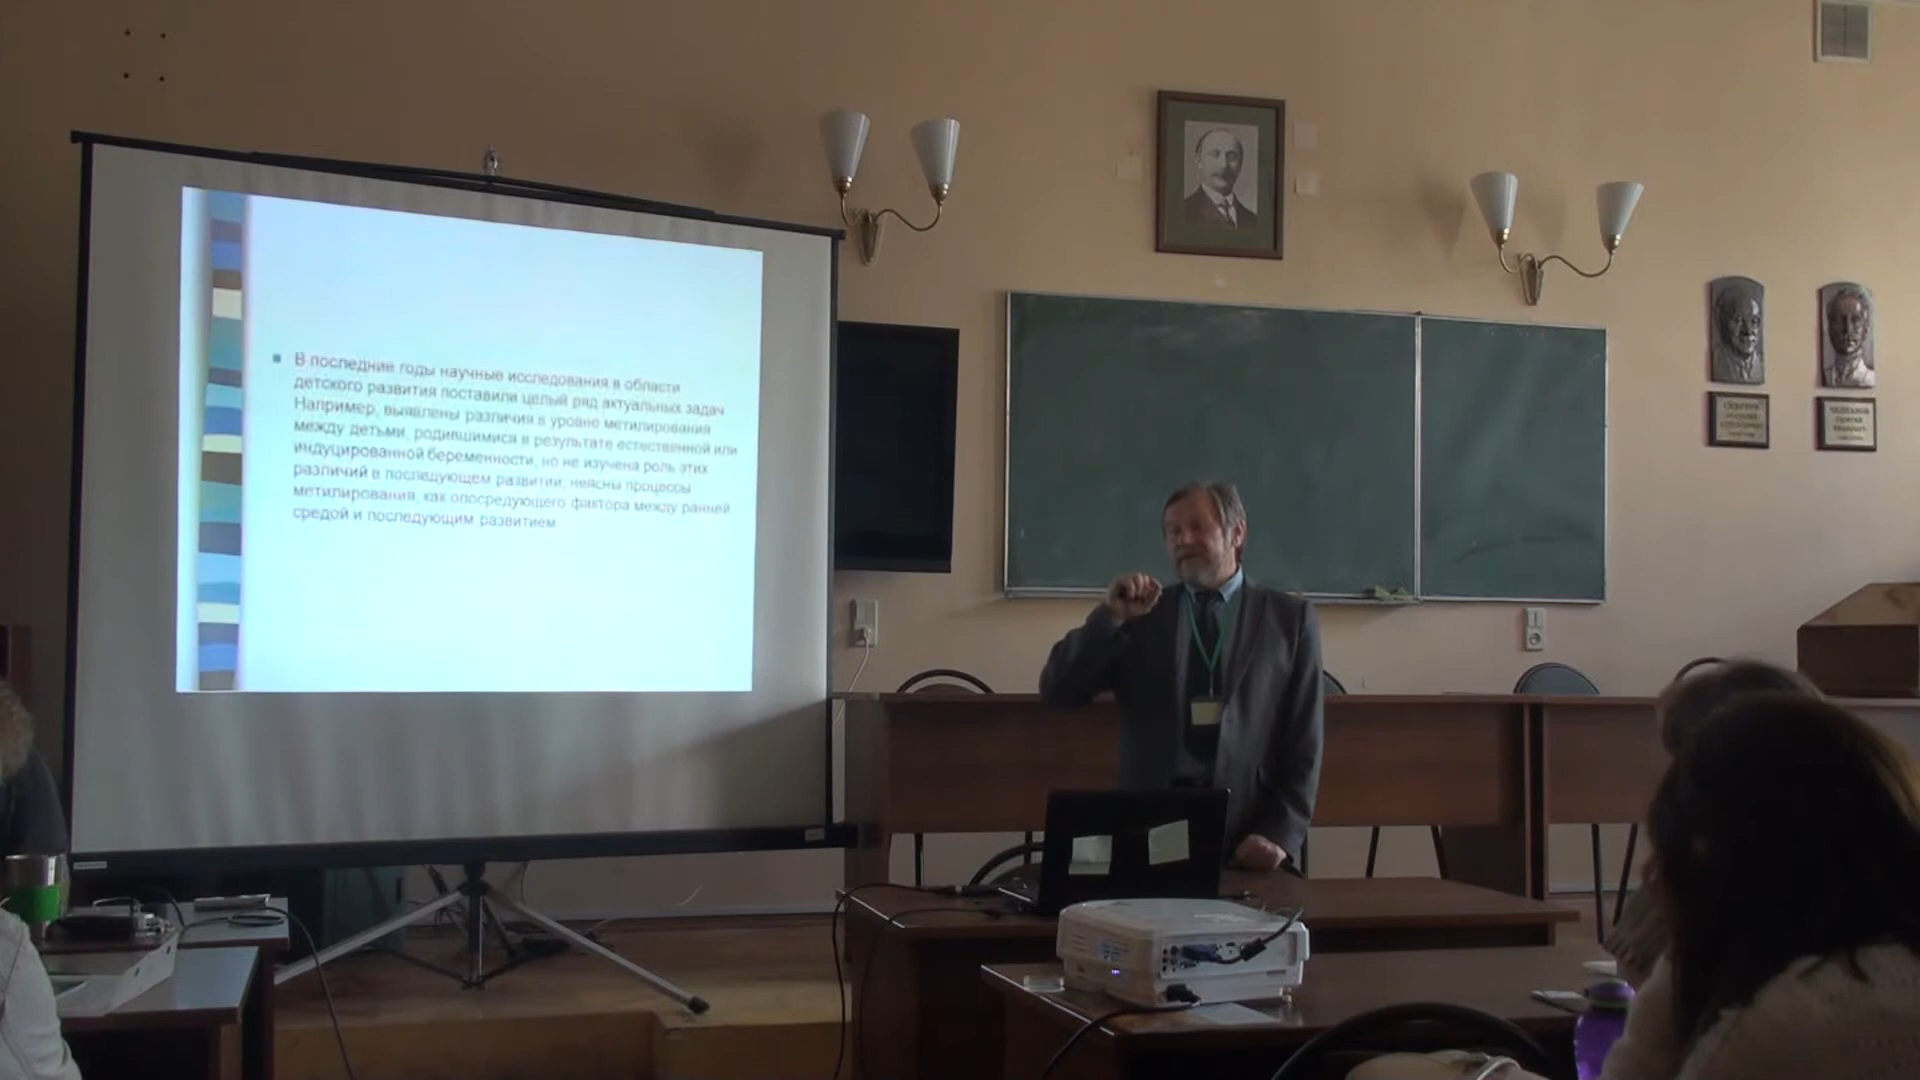 В последние годы научные исследования в области
детского развития поставили целый ряд актуальных задач
Например, выявлены различия в уровне метилирования
между детьми, родившимися в результате естественной или
индуцированной беременности, но не изучена роль этих
различий в последующем развитии, неясны процессы
метилирования, как опосредующего фактора между ранней
средой и последующим развитием